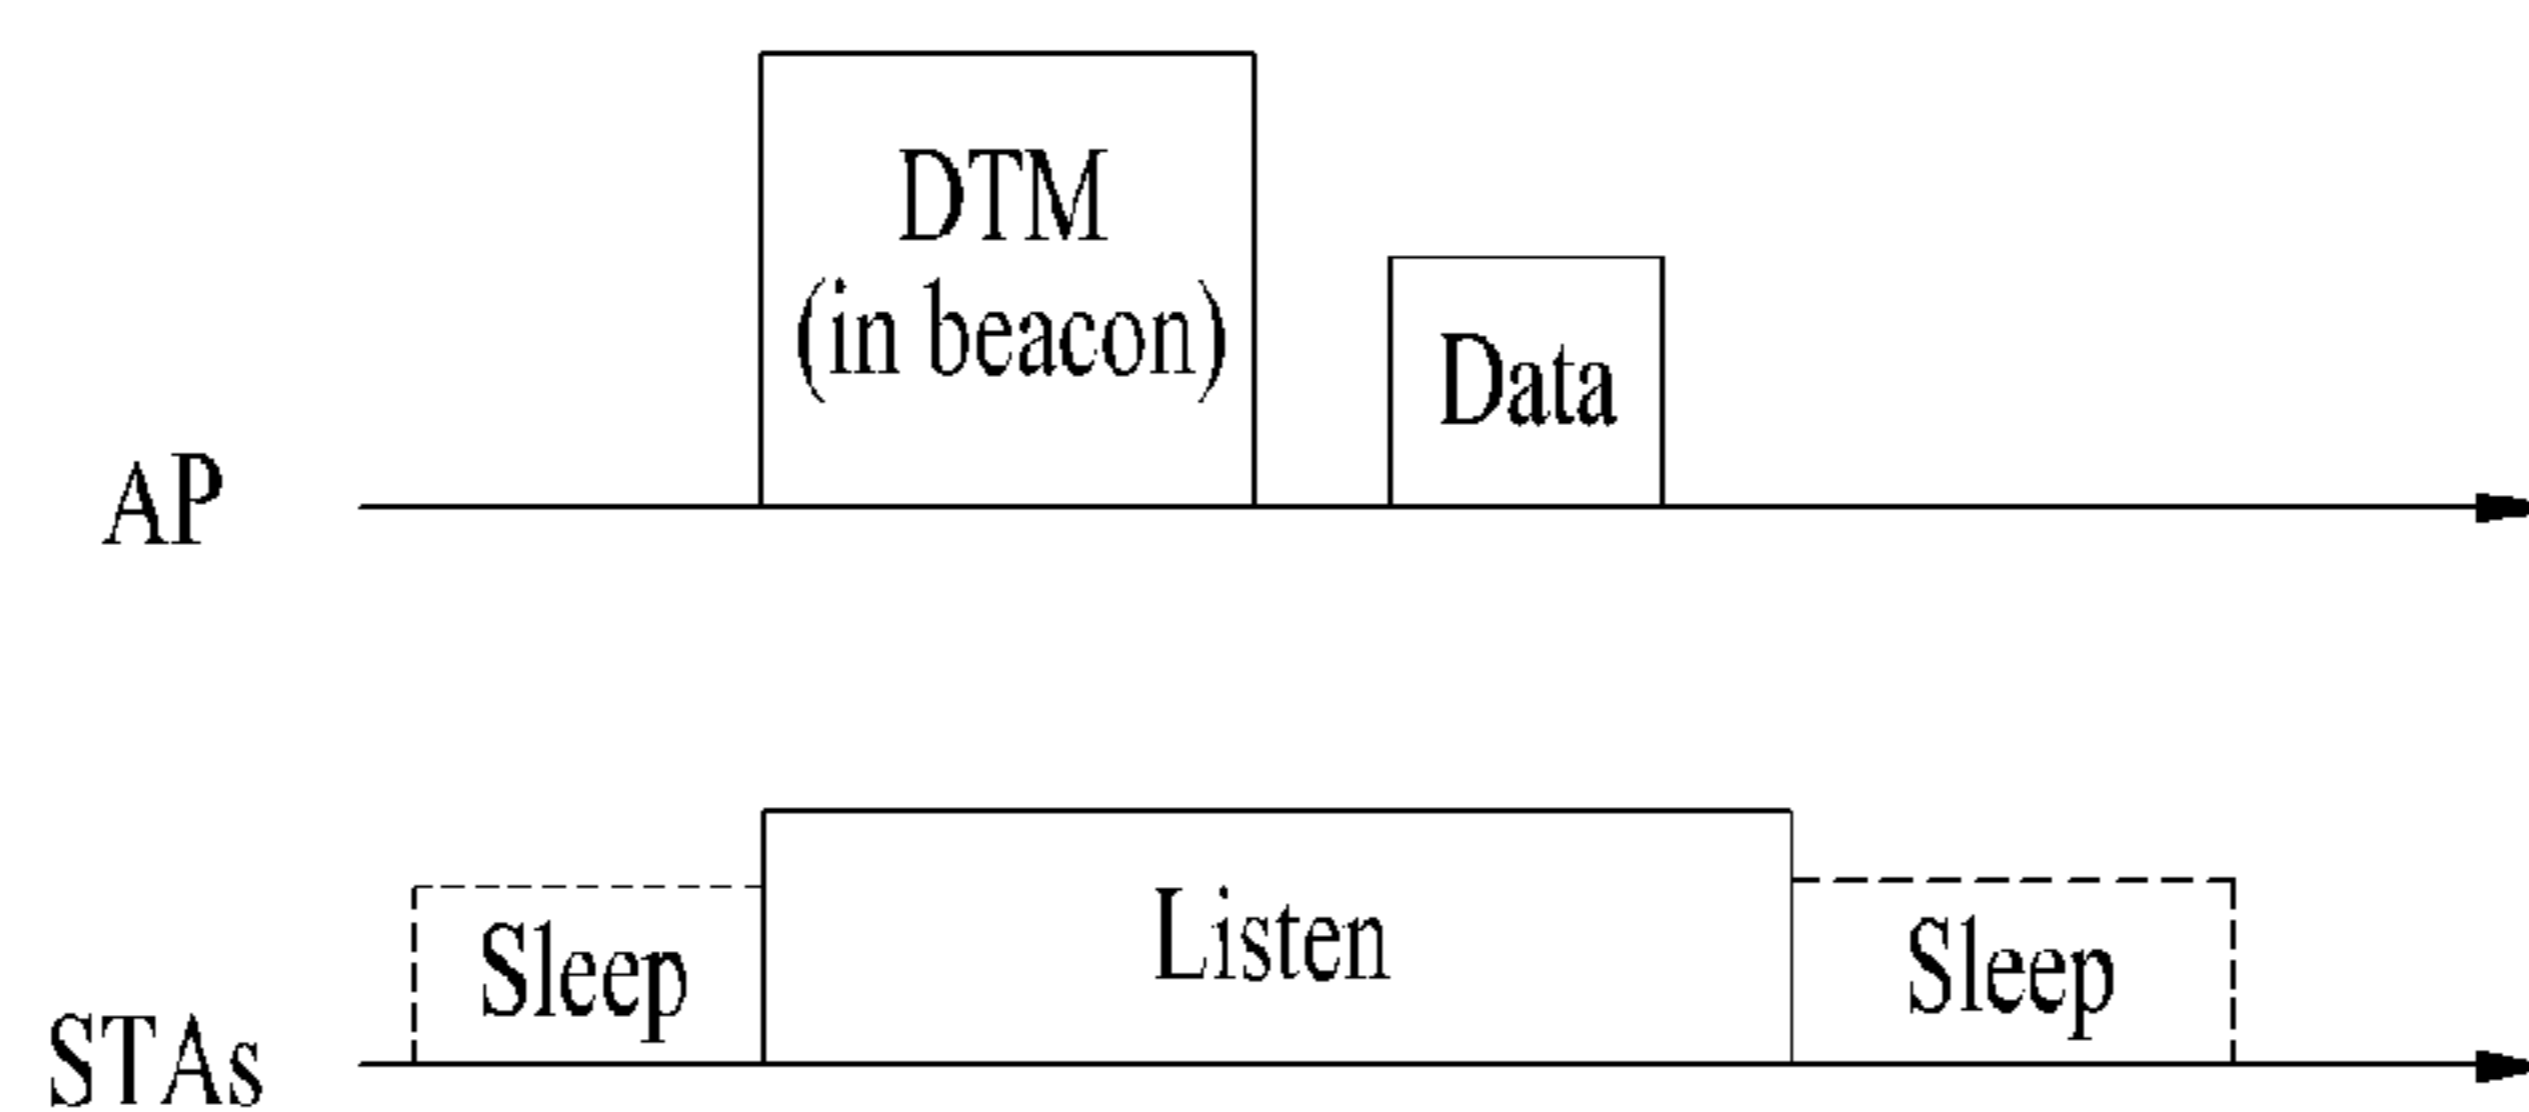 DTM
(in beacon)
Data
AP
Listen
Sleep
Sleep
STAs